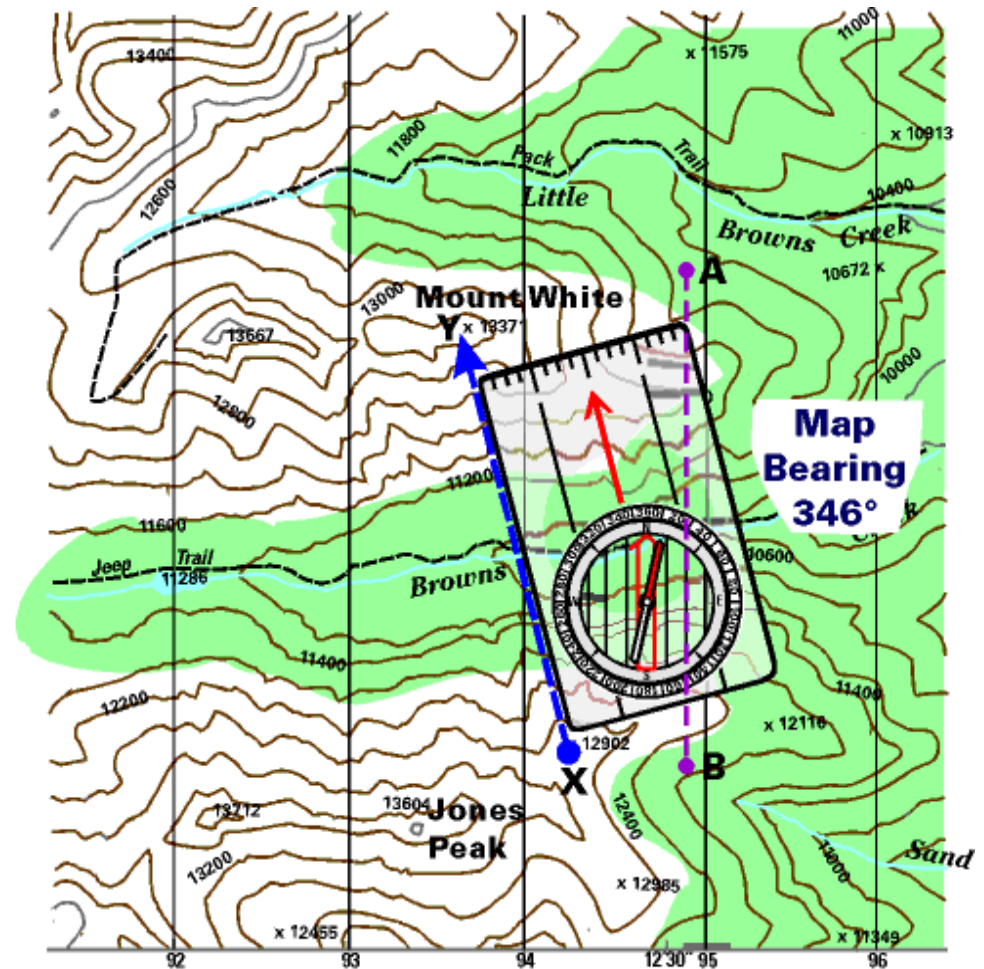 11000
13400
x 11575
11800
x 10913
Pack
Trail
12600
Little
10400
Browns Creek
10672 x
13000
Mount White
Y x 1337
A
13667
10000
12800
Map
Bearing
346°
11200
11600
Jeep Trail
11286
Browns
10600
N
W
E
S
11400
12200
11400
x 12116
12902
X
B
13712
13604
Jones
Peak
12400
13200
13000
Sand
x 12985
x 12455
x 11349
92
93
94
12°30"
95
96